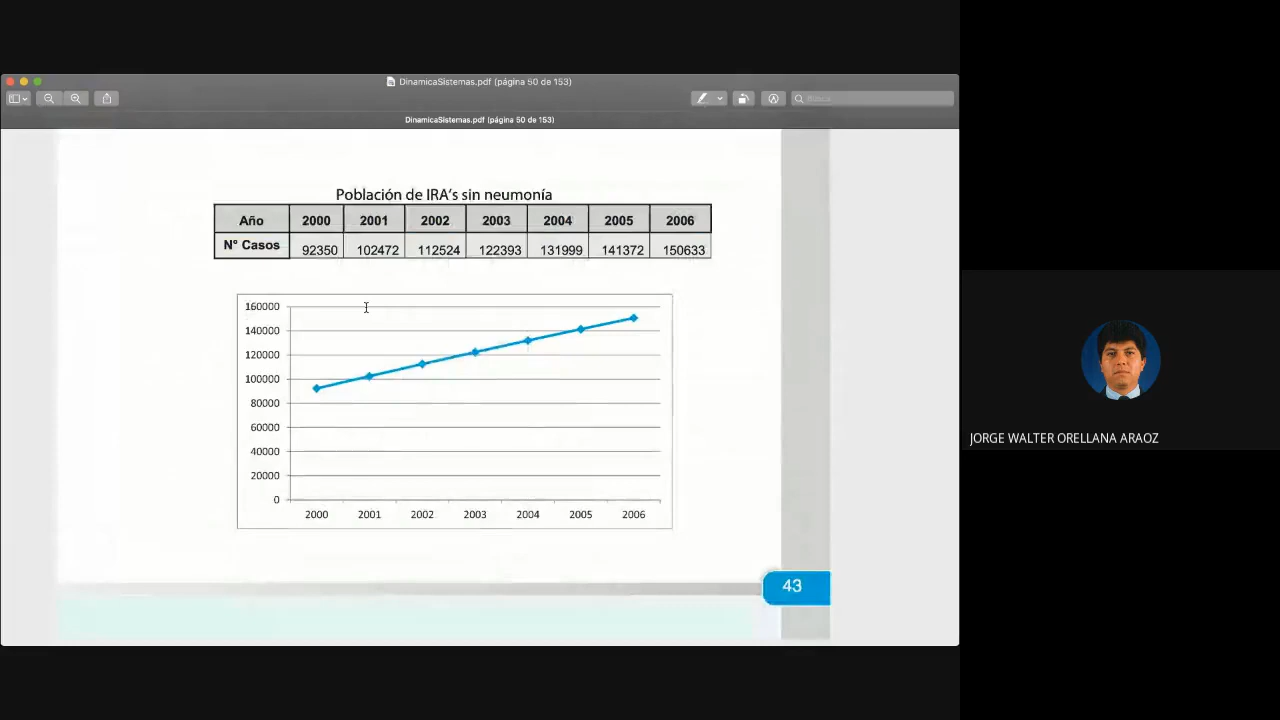 DinamicaSistemas.pdf (página 50 de 153)
DinamicaSistemas.pdf (página 50 de 153)
Población de IRA's sin neumonía
Año 2000 2001 2002 2003 2004 2005 2006
N° Casos 92350 102472 112524 122393 131999 141372 150633
160000
140000
120000
100000
80000
60000
40000
20000
0
2000 2001 2002 2003 2004 2005 2006
43
JORGE WALTER ORELLANA ARAOZ